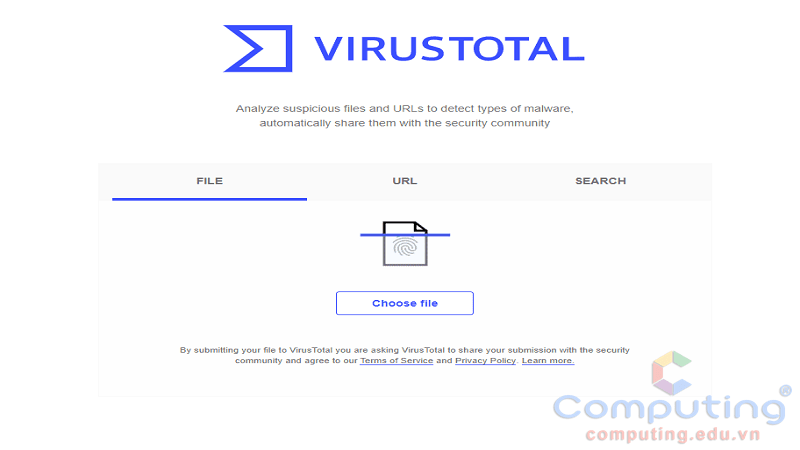 VIRUSTOTAL
Analyze suspicious files and URLs to detect types of malware,
automatically share them with the security community
FILE URL SEARCH
Choose file
By submitting your file to VirusTotal you are asking VirusTotal to share your submission with the security
community and agree to our Terms of Service and Privacy Policy. Learn more.
Computing®
computing.edu.vn